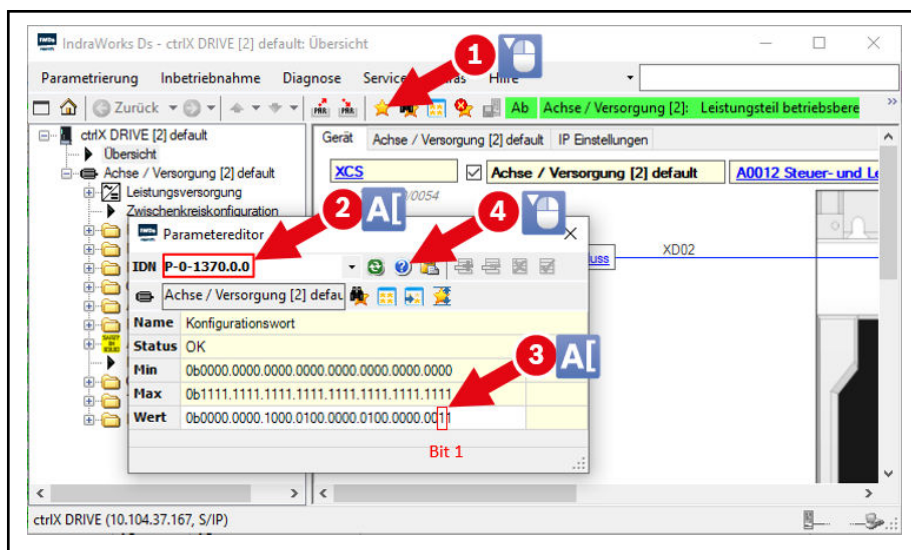 IndraWorks Ds - ctrlX DRIVE [2] default: Übersicht
1
Parametrierung Inbetriebnahme Diagnose Service Hilfe
Zurück Ab Achse / Versorgung [2]: Leistungsteil betriebsbere
ctrlX DRIVE [2] default
Übersicht
Achse / Versorgung [2] default
Leistungsversorgung
Zwischenkreiskonfiguration
Gerät Achse / Versorgung [2] default IP Einstellungen
XCS Achse / Versorgung [2] default A0012 Steuer- und Le
/0054
2 A[
4
XD02
uss
Parametereditor
IDN P-0-1370.0.0
Achse / Versorgung [2] defau
Name Konfigurationswort
Status OK
Min 0b0000.0000.0000.0000.0000.0000.0000.0000
Max 0b1111.1111.1111.1111.1111.1111.1111.1111
Wert 0b0000.0000.1000.0100.0000.0100.0000.0011
3 A[
Bit 1
ctrlX DRIVE (10.104.37.167, S/IP)